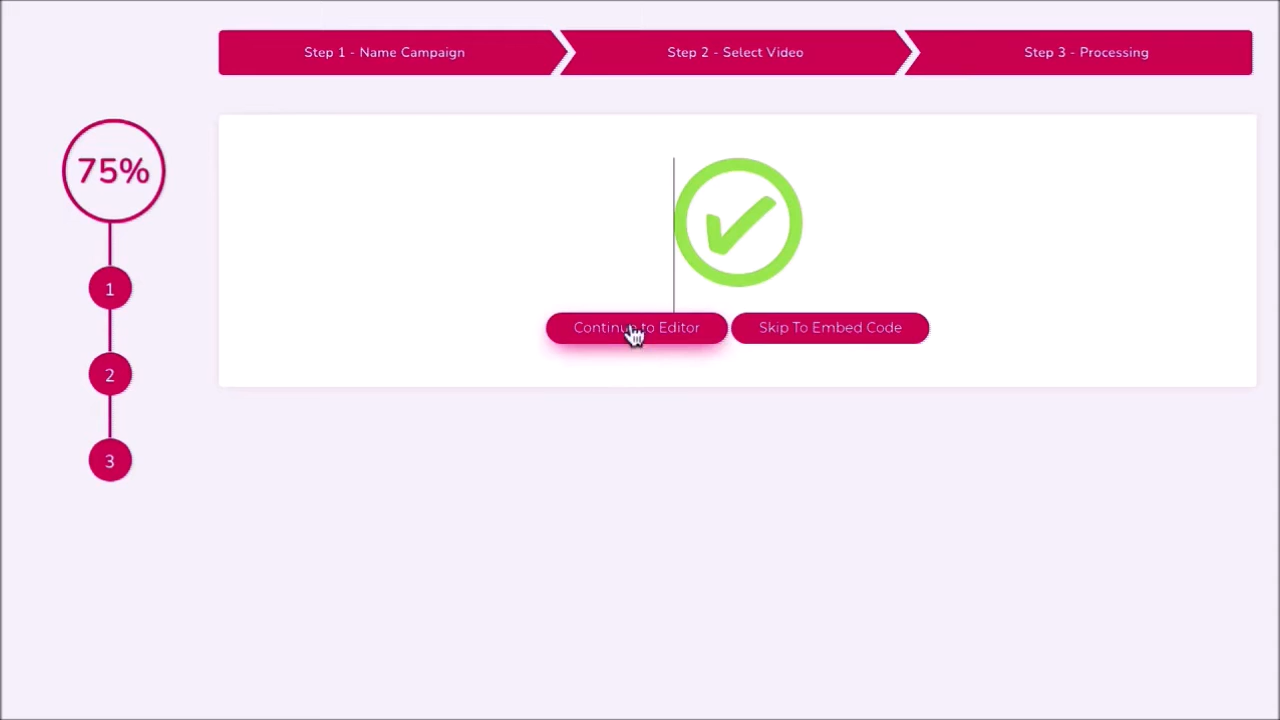 Step 1 - Name Campaign
Step 2 - Select Video
Step 3 - Processing
75%
1
2
3
Continue to Editor
Skip To Embed Code